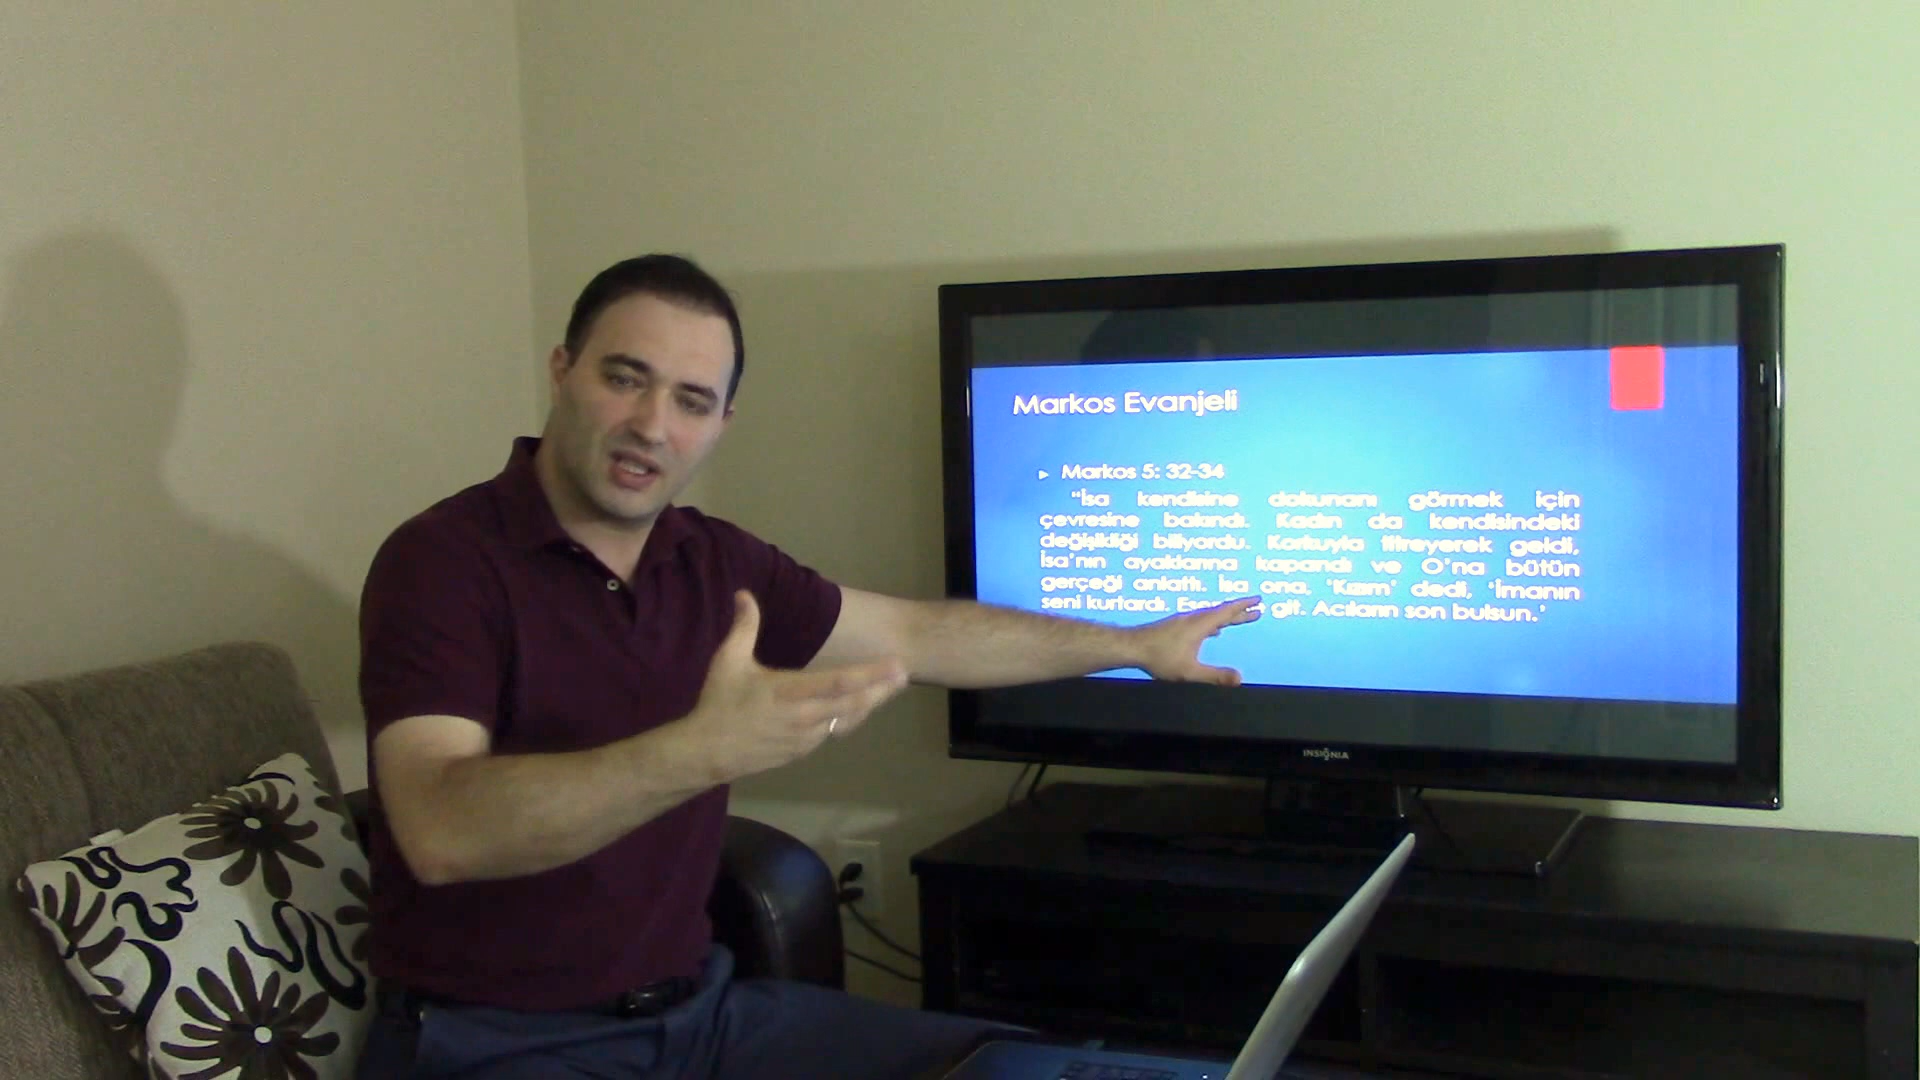 Markos Evanjeli
Markos 5: 32-34
"İsa kendisine dokunanı görmek için
çevresine bakındı. Kadın da kendisindeki
değişikliği biliyordu. Korkuyla titreyerek geldi,
İsa'nın ayaklarına kapandı ve O'na bütün
gerçeği anlattı. İsa ona, 'Kızım' dedi, 'İmanın
seni kurtardı. git. Acıların son bulsun.'
INSIGNIA